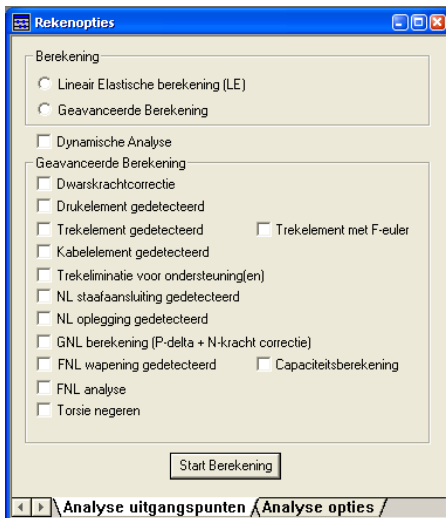 Rekenopties
Berekening
Lineair Elastische berekening (LE)
Geavanceerde Berekening
Dynamische Analyse
Geavanceerde Berekening
Dwarskrachtcorrectie
Drukelement gedetecteerd
Trekelement gedetecteerd Trekelement met F-euler
Kabelelement gedetecteerd
Trekeliminatie voor ondersteuning(en)
NL staafaansluiting gedetecteerd
NL oplegging gedetecteerd
GNL berekening (P-delta + N-kracht correctie)
FNL wapening gedetecteerd Capaciteitsberekening
FNL analyse
Torsie negeren
Start Berekening
Analyse uitgangspunten Analyse opties